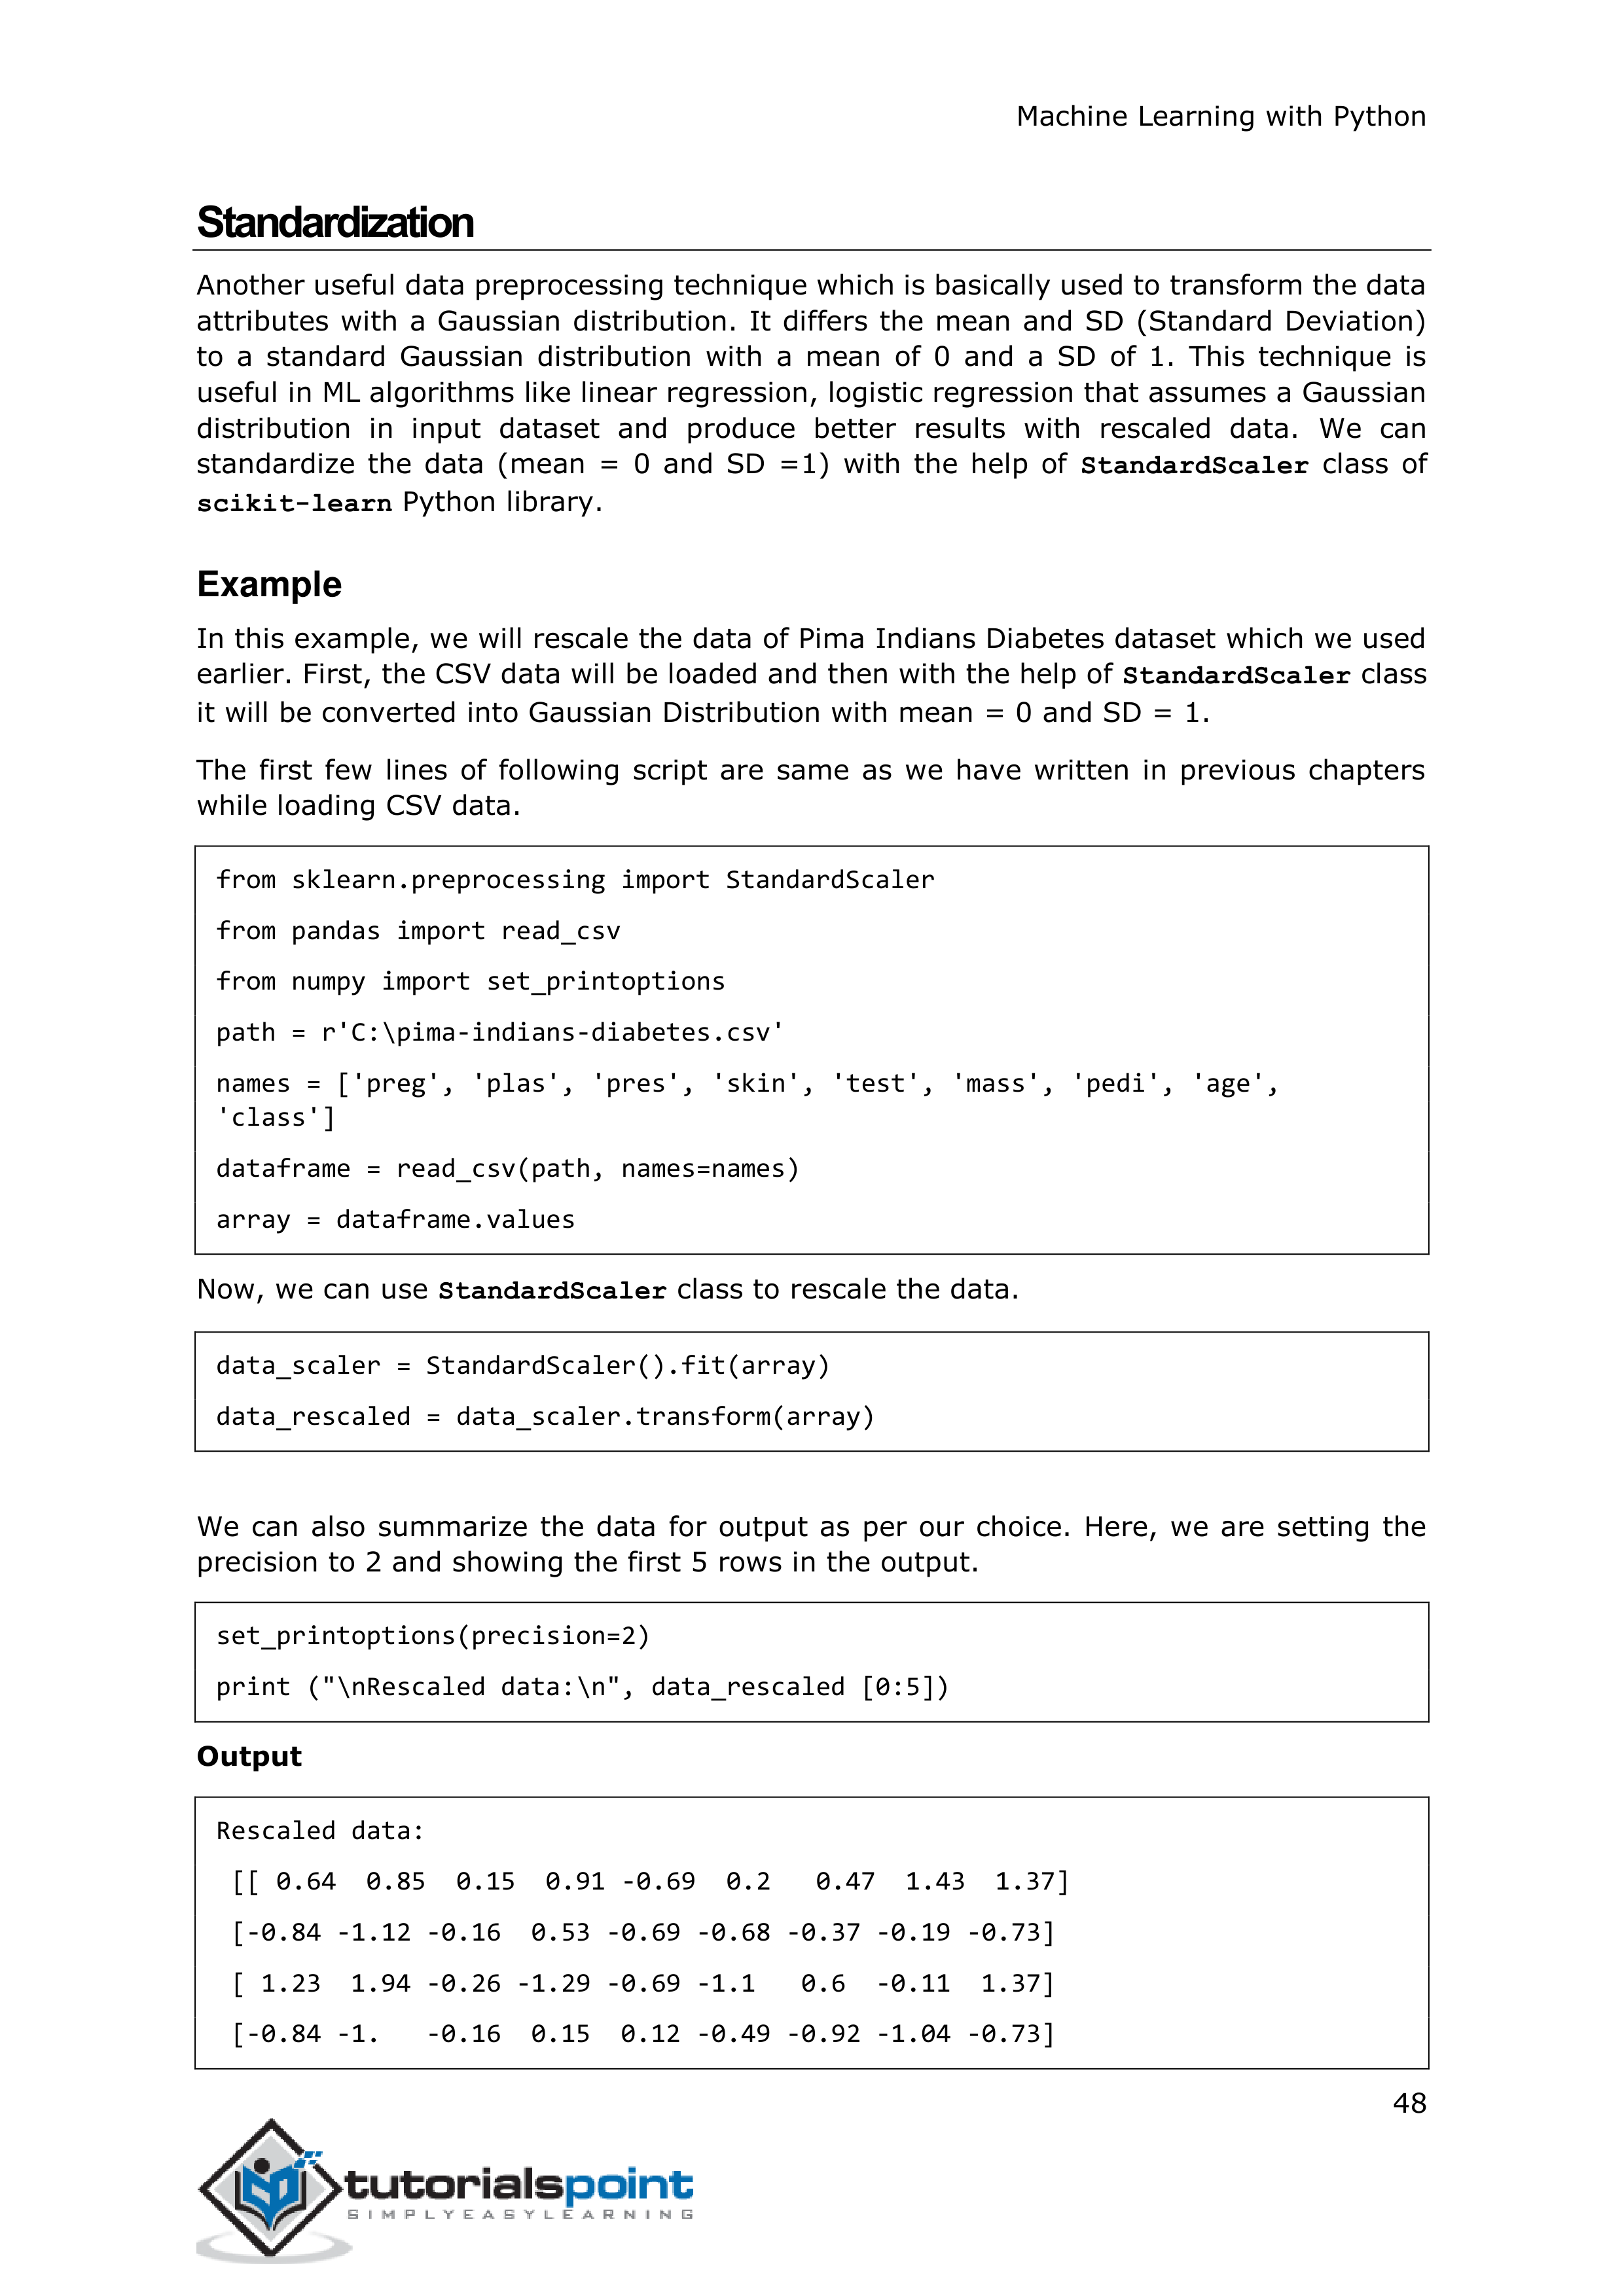 Machine Learning with Python
Standardization
Another useful data preprocessing technique which is basically used to transform the data
attributes with a Gaussian distribution. It differs the mean and SD (Standard Deviation)
to a standard Gaussian distribution with a mean of 0 and a SD of 1. This technique is
useful in ML algorithms like linear regression, logistic regression that assumes a Gaussian
distribution in input dataset and produce better results with rescaled data. We can
standardize the data (mean = 0 and SD =1) with the help of StandardScaler class of
scikit-learn Python library.
Example
In this example, we will rescale the data of Pima Indians Diabetes dataset which we used
earlier. First, the CSV data will be loaded and then with the help of StandardScaler class
it will be converted into Gaussian Distribution with mean = 0 and SD = 1.
The first few lines of following script are same as we have written in previous chapters
while loading CSV data.
from sklearn.preprocessing import StandardScaler
from pandas import read_csv
from numpy import set_printoptions
path = r'C:\pima-indians-diabetes.csv'
names = ['preg', 'plas', 'pres', 'skin', 'test', 'mass', 'pedi', 'age',
'class']
dataframe = read_csv(path, names=names)
array = dataframe.values
Now, we can use StandardScaler class to rescale the data.
data_scaler = StandardScaler().fit(array)
data_rescaled = data_scaler.transform(array)
We can also summarize the data for output as per our choice. Here, we are setting the
precision to 2 and showing the first 5 rows in the output.
set_printoptions(precision=2)
print ("\nRescaled data:\n", data_rescaled [0:5])
Output
Rescaled data:
[[ 0.64  0.85  0.15  0.91 -0.69  0.2   0.47  1.43  1.37]
[-0.84 -1.12 -0.16  0.53 -0.69 -0.68 -0.37 -0.19 -0.73]
[ 1.23  1.94 -0.26 -1.29 -0.69 -1.1   0.6  -0.11  1.37]
[-0.84 -1.   -0.16  0.15  0.12 -0.49 -0.92 -1.04 -0.73]
48
tutorialspoint
SIMPLYEASYLEARNING